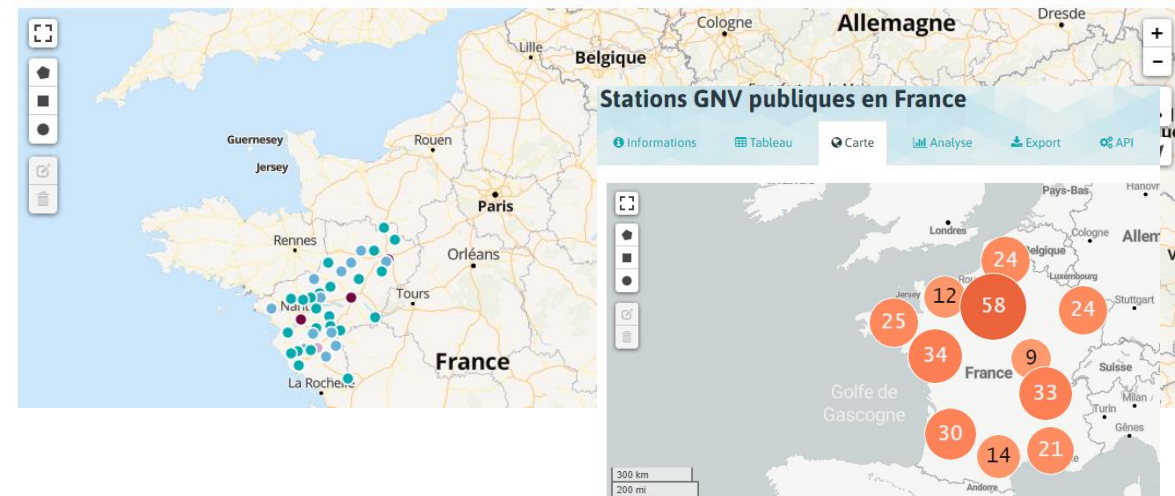 Cologne
Allemagne
Dresde
+
−
Lille
Belgique
Guernesey
Jersey
Rouen
Paris
Rennes
Orléans
Tours
France
Stations GNV publiques en France
Informations Tableau Carte Analyse Export API
Pays-Bas
Londres
Cologne
Belgique
Luxembourg
Jersey
Stuttgart
24
12
58
24
25
34
9
33
France
Suisse
Milan
Turin
Gênes
Golfe de
Gascogne
30
14
21
Andorre
300 km
200 mi